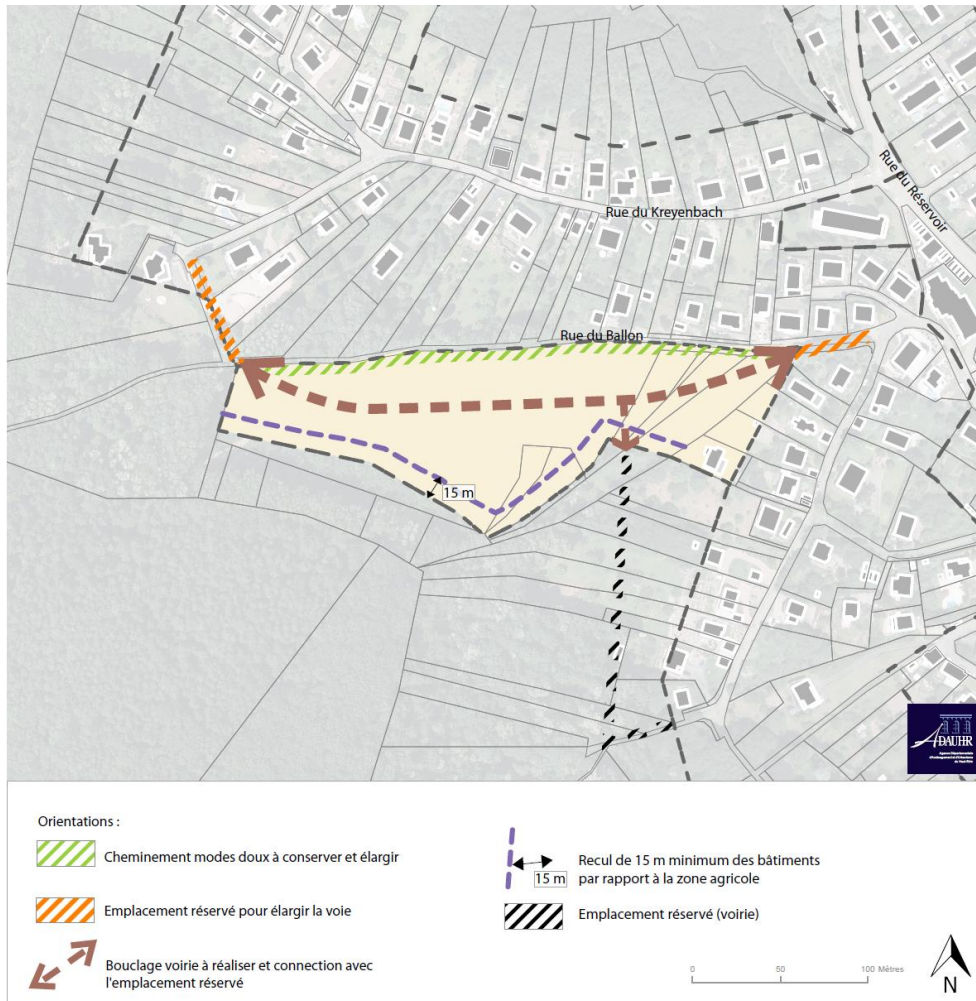 Rue du Réservoir
Rue du Kreyenbach
Rue du Ballon
15 m
ADAUHR
Orientations :
Cheminement modes doux à conserver et élargir
Emplacement réservé pour élargir la voie
Bouclage voirie à réaliser et connection avec
l'emplacement réservé
15 m
Recul de 15 m minimum des bâtiments
par rapport à la zone agricole
Emplacement réservé (voirie)
0 50 100 Mètres
N